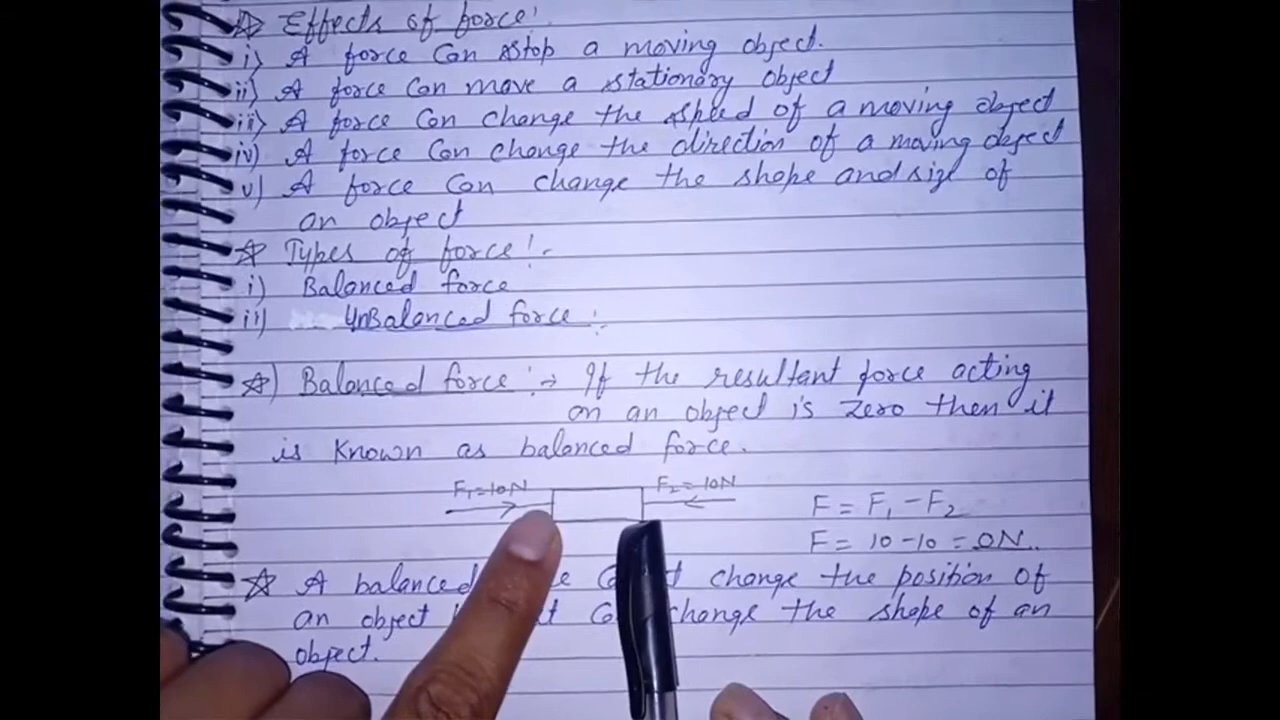 ☆ Effects of force:
i) A force Can stop a moving object.
ii) A force Can move a stationary object
iii) A force Can change the speed of a moving object
iv) A force Can change the direction of a moving object
v) A force Can change the shape and size of
an object
☆ Types of force:-
i) Balanced force
ii) UnBalanced force:
☆) Balanced force :→ If the resultant force acting
on an object is zero then it
is Known as balanced force.
F₁=10N F₂=10N F = F₁ - F₂
F = 10-10 = 0N..
☆ A balanced change the position of
an object change the shape of an
object.